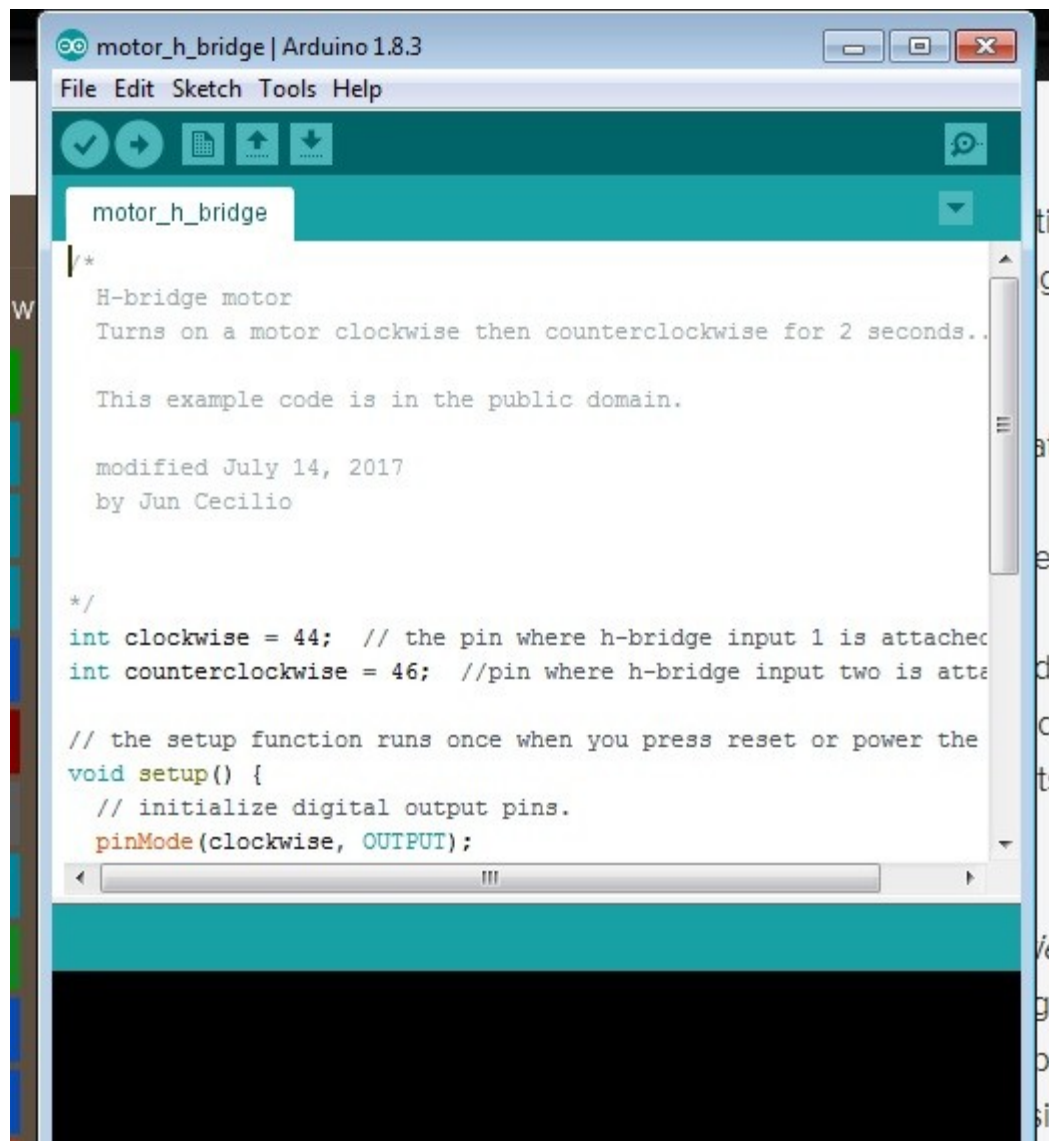 motor_h_bridge | Arduino 1.8.3
File Edit Sketch Tools Help
motor_h_bridge
/*
H-bridge motor
Turns on a motor clockwise then counterclockwise for 2 seconds..
This example code is in the public domain.
modified July 14, 2017
by Jun Cecilio
*/
int clockwise = 44; // the pin where h-bridge input 1 is attached
int counterclockwise = 46; //pin where h-bridge input two is atta
// the setup function runs once when you press reset or power the
void setup() {
// initialize digital output pins.
pinMode(clockwise, OUTPUT);